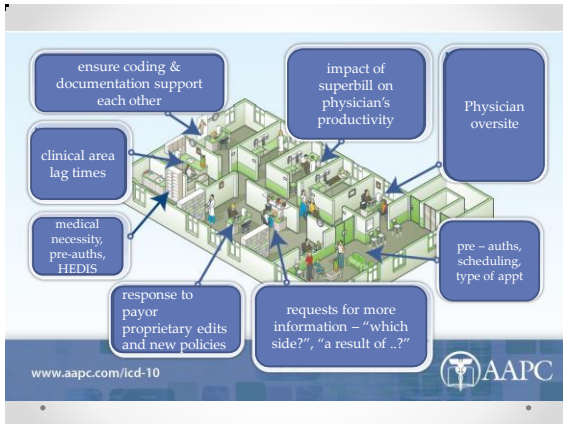 ensure coding &
documentation support
each other
impact of
superbill on
physician's
productivity
Physician
oversite
clinical area
lag times
medical
necessity,
pre-auths,
HEDIS
pre – auths,
scheduling,
type of appt
response to
payor
proprietary edits
and new policies
requests for more
information – “which
side?”, “a result of ..?”
www.aapc.com/icd-10
AAPC